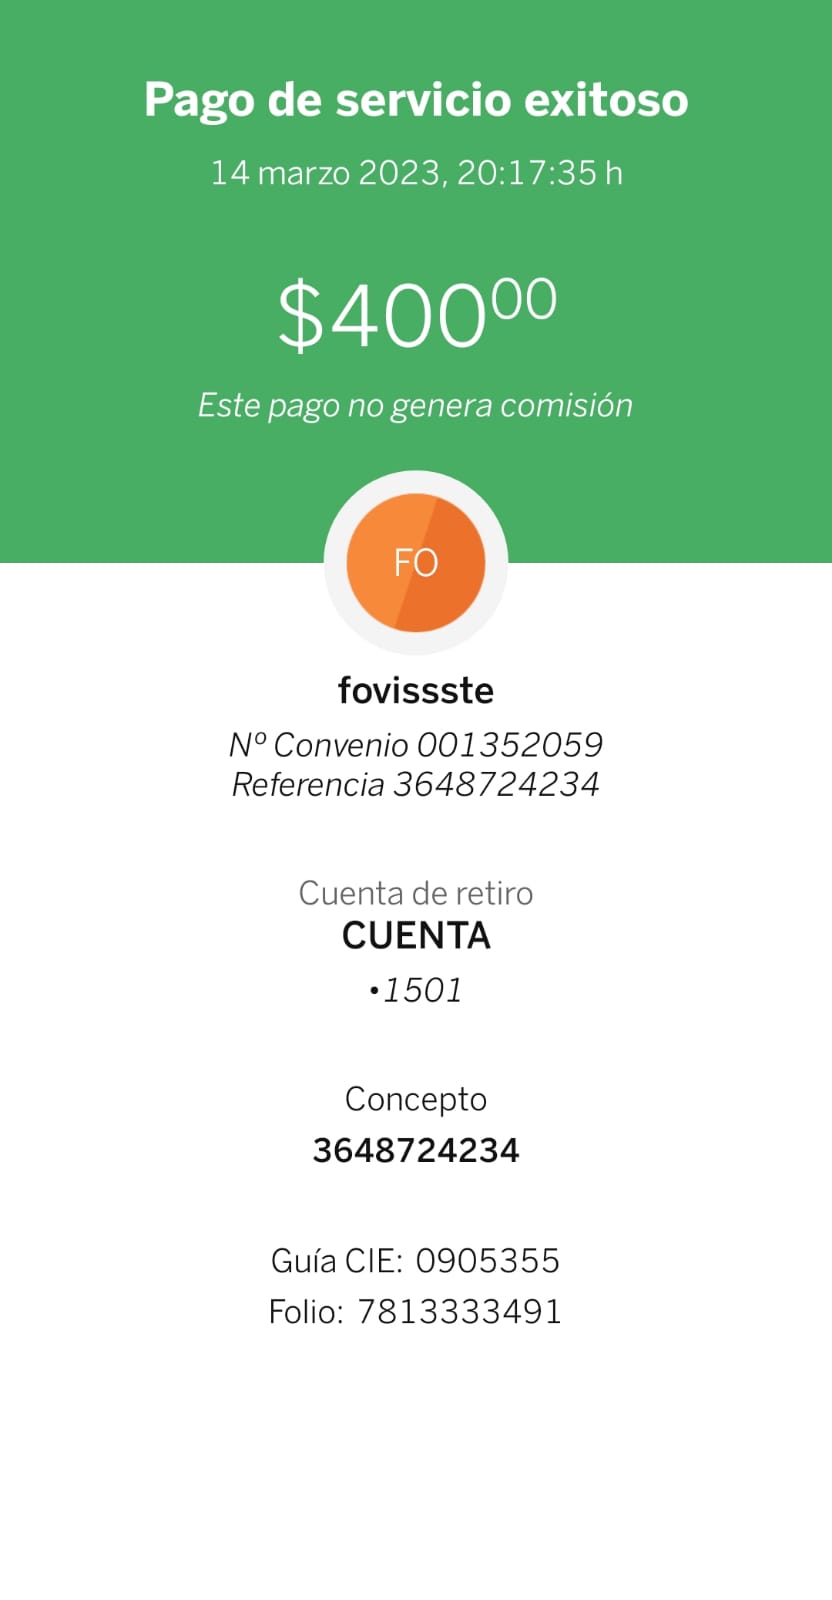 Pago de servicio exitoso
14 marzo 2023, 20:17:35 h
$400.00
Este pago no genera comisión
FO
fovissste
Nº Convenio 001352059
Referencia 3648724234
Cuenta de retiro
CUENTA
•1501
Concepto
3648724234
Guía CIE: 0905355
Folio: 7813333491